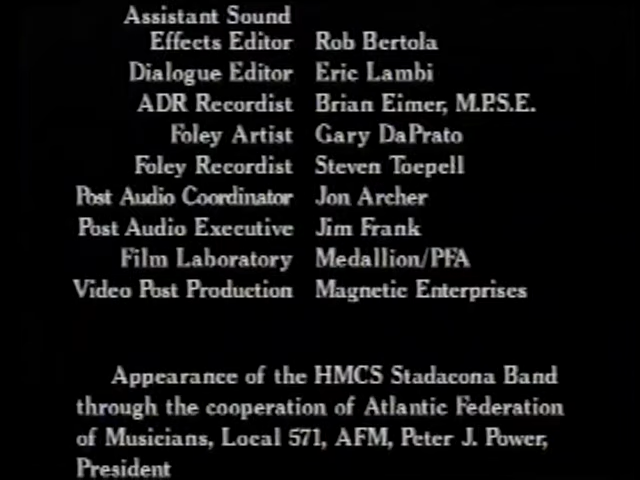 Assistant Sound
Effects Editor Rob Bertola
Dialogue Editor Eric Lambi
ADR Recordist Brian Eimer, M.P.S.E.
Foley Artist Gary DaPrato
Foley Recordist Steven Toepell
Post Audio Coordinator Jon Archer
Post Audio Executive Jim Frank
Film Laboratory Medallion/PFA
Video Post Production Magnetic Enterprises
Appearance of the HMCS Stadacona Band
through the cooperation of Atlantic Federation
of Musicians, Local 571, AFM, Peter J. Power,
President